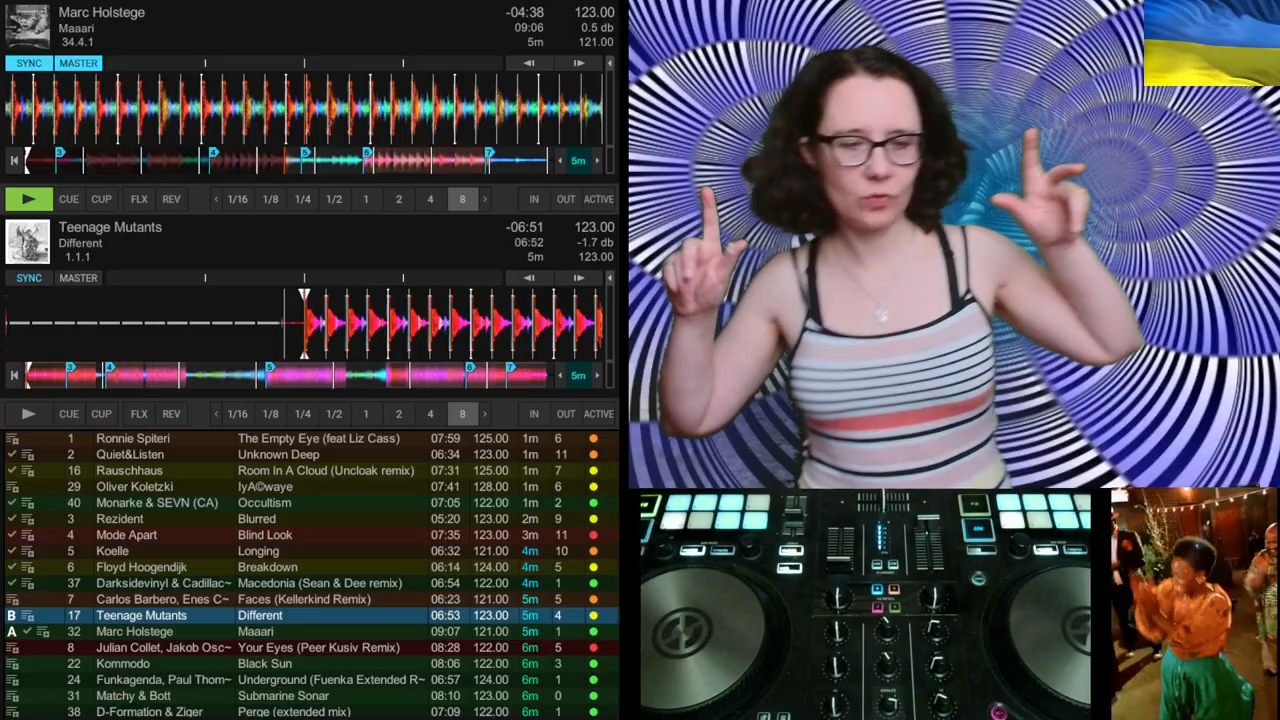 Marc Holstege -04:38 123.00
Maaari 09:06 0.5 db
34.4.1 5m 121.00
SYNC MASTER
3 4 5 6 7 5m
CUE CUP FLX REV 1/16 1/8 1/4 1/2 1 2 4 8 IN OUT ACTIVE
Teenage Mutants -06:51 123.00
Different 06:52 -1.7 db
1.1.1 5m 123.00
SYNC MASTER
3 4 5 6 7 5m
CUE CUP FLX REV 1/16 1/8 1/4 1/2 1 2 4 8 IN OUT ACTIVE
1 Ronnie Spiteri The Empty Eye (feat Liz Cass) 07:59 125.00 1m 6
2 Quiet&Listen Unknown Deep 06:34 122.00 1m 11
16 Rauschhaus Room In A Cloud (Uncloak remix) 07:31 125.00 1m 7
29 Oliver Koletzki IyA©waye 07:41 128.00 1m 6
40 Monarke & SEVN (CA) Occultism 07:05 122.00 1m 2
3 Rezident Blurred 05:20 123.00 2m 9
4 Mode Apart Blind Look 07:35 123.00 3m 11
5 Koelle Longing 06:32 121.00 4m 10
6 Floyd Hoogendijk Breakdown 06:14 124.00 4m 5
37 Darksidevinyl & Cadillac~ Macedonia (Sean & Dee remix) 06:54 122.00 4m 1
7 Carlos Barbero, Enes C~ Faces (Kellerkind Remix) 06:23 121.00 5m 5
B 17 Teenage Mutants Different 06:53 123.00 5m 4
A 32 Marc Holstege Maaari 09:07 121.00 5m 1
8 Julian Collet, Jakob Osc~ Your Eyes (Peer Kusiv Remix) 08:28 122.00 6m 5
22 Kommodo Black Sun 08:06 122.00 6m 3
24 Funkagenda, Paul Thom~ Underground (Fuenka Extended R~ 06:57 124.00 6m 1
31 Matchy & Bott Submarine Sonar 08:10 123.00 6m 0
38 D-Formation & Ziger Perge (extended mix) 07:09 122.00 6m 1